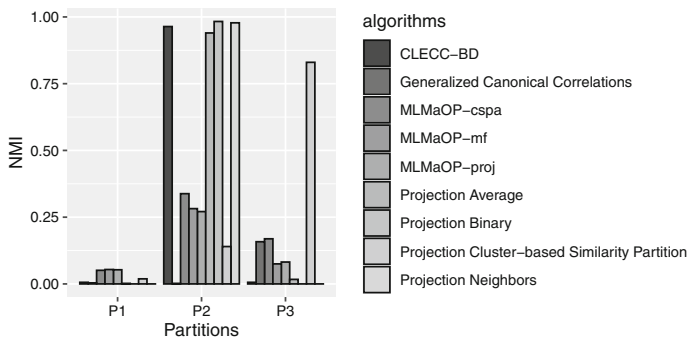 NMI
1.00
0.75
0.50
0.25
0.00
P1
P2
P3
Partitions
algorithms
CLECC−BD
Generalized Canonical Correlations
MLMaOP−cspa
MLMaOP−mf
MLMaOP−proj
Projection Average
Projection Binary
Projection Cluster−based Similarity Partition
Projection Neighbors